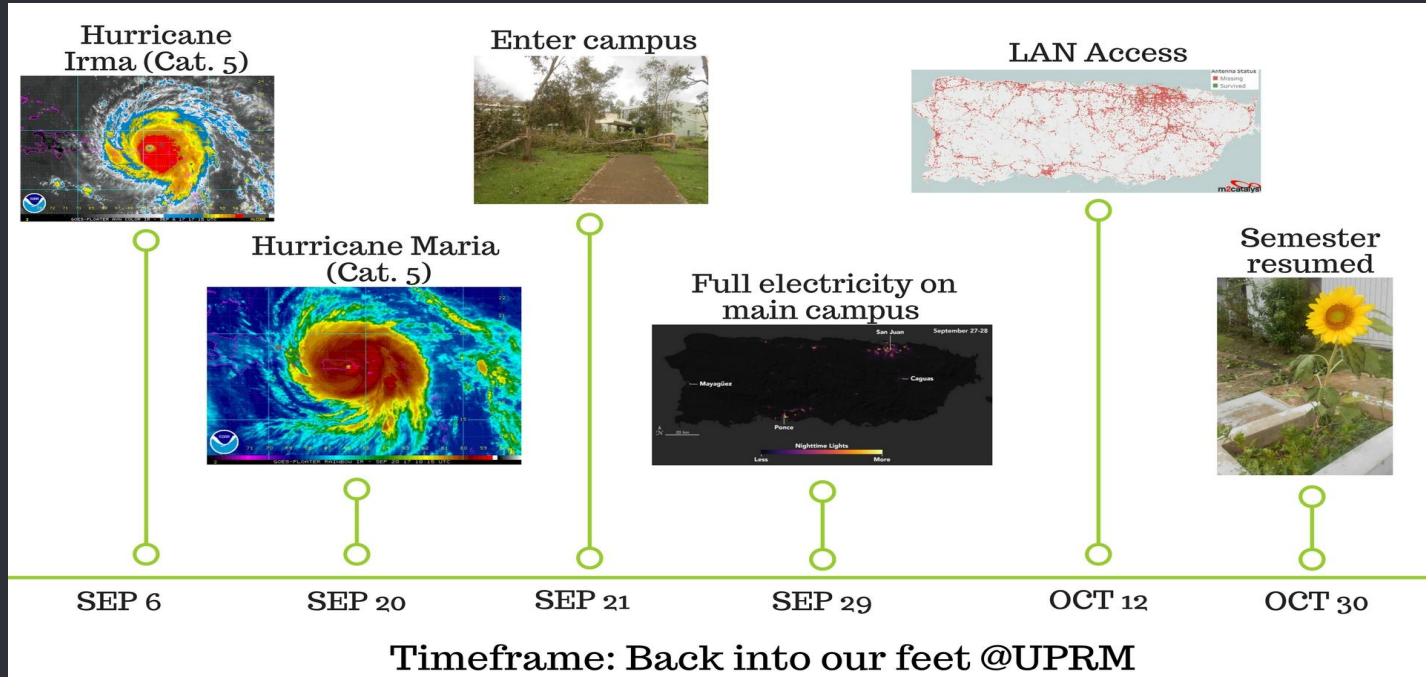 Hurricane
Irma (Cat. 5)
Enter campus
LAN Access
Antenna Status
Missing
Survived
m2catalyst
Hurricane Maria
(Cat. 5)
Full electricity on
main campus
San Juan
September 27-28
Mayagüez
Caguas
Ponce
Nighttime Lights
Less
More
Semester
resumed
SEP 6
SEP 20
SEP 21
SEP 29
OCT 12
OCT 30
Timeframe: Back into our feet @UPRM